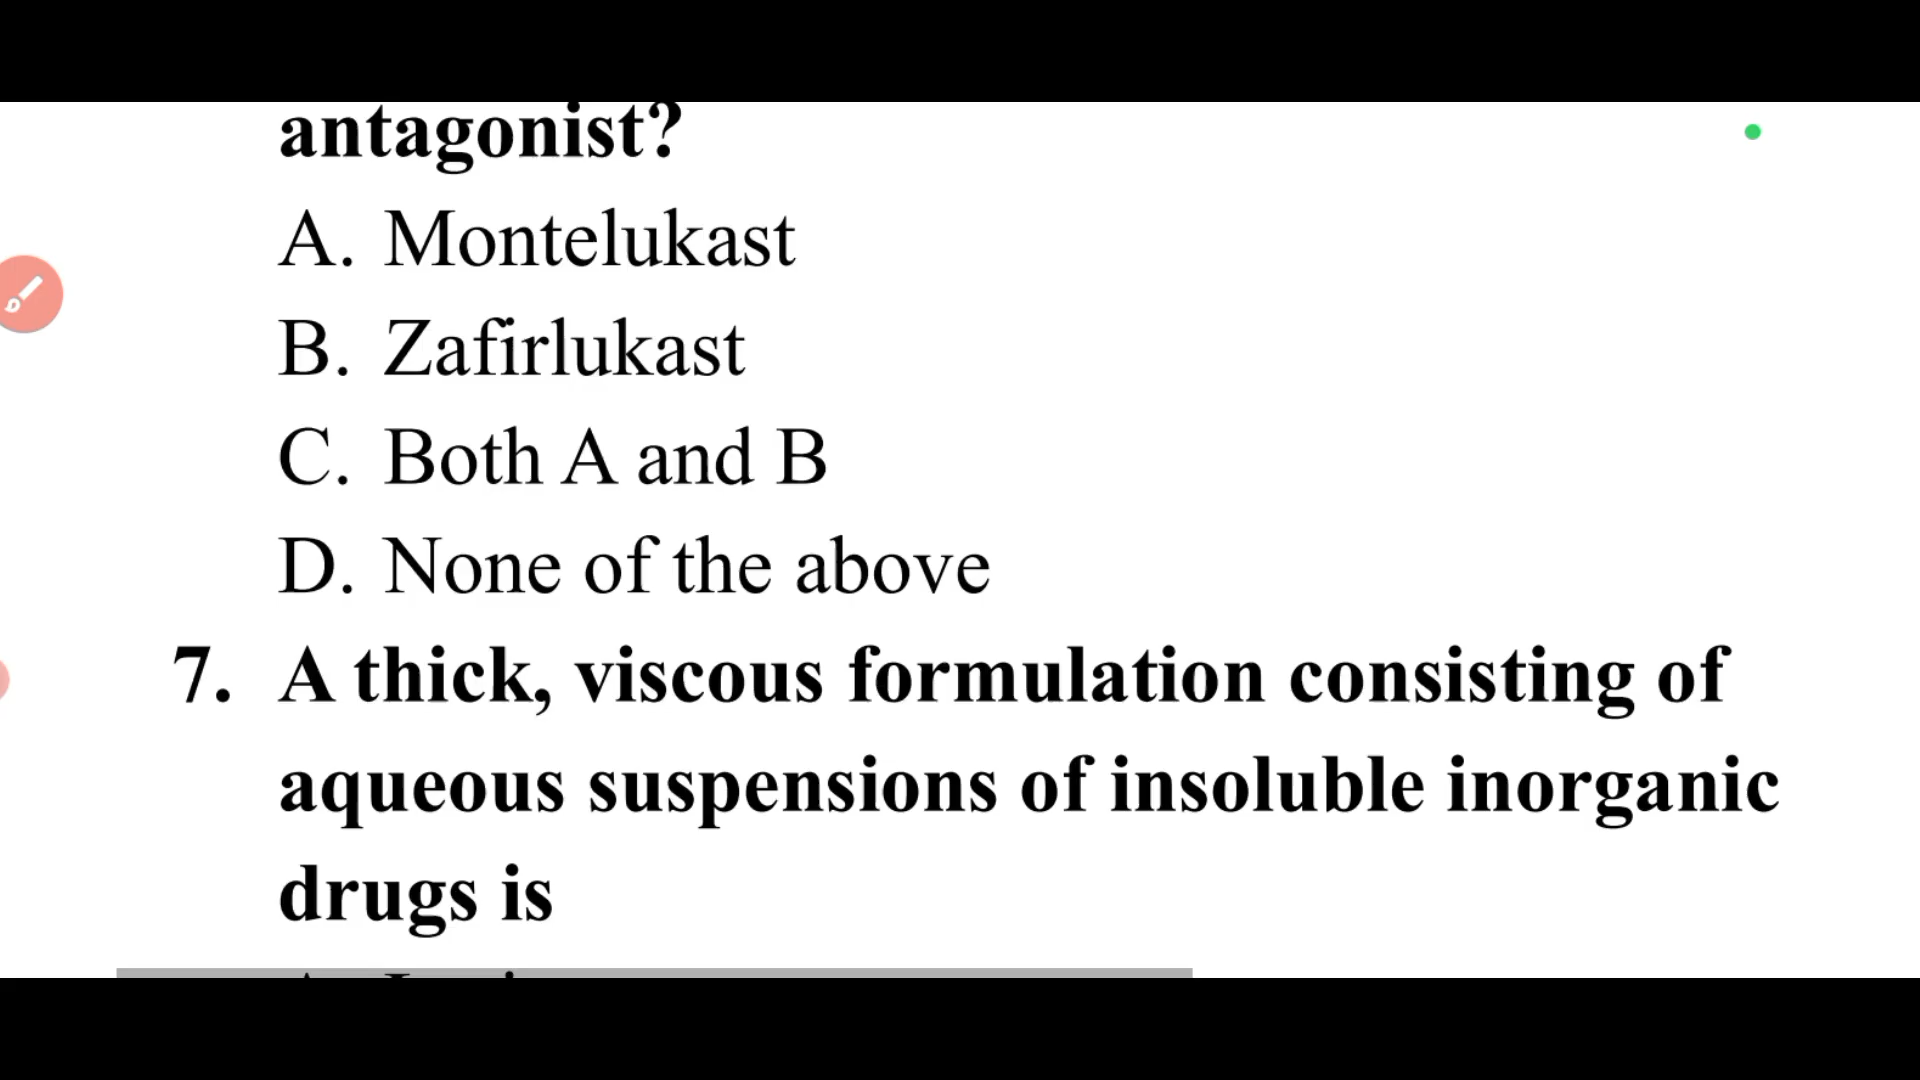 antagonist?
A. Montelukast
B. Zafirlukast
C. Both A and B
D. None of the above
7. A thick, viscous formulation consisting of
aqueous suspensions of insoluble inorganic
drugs is